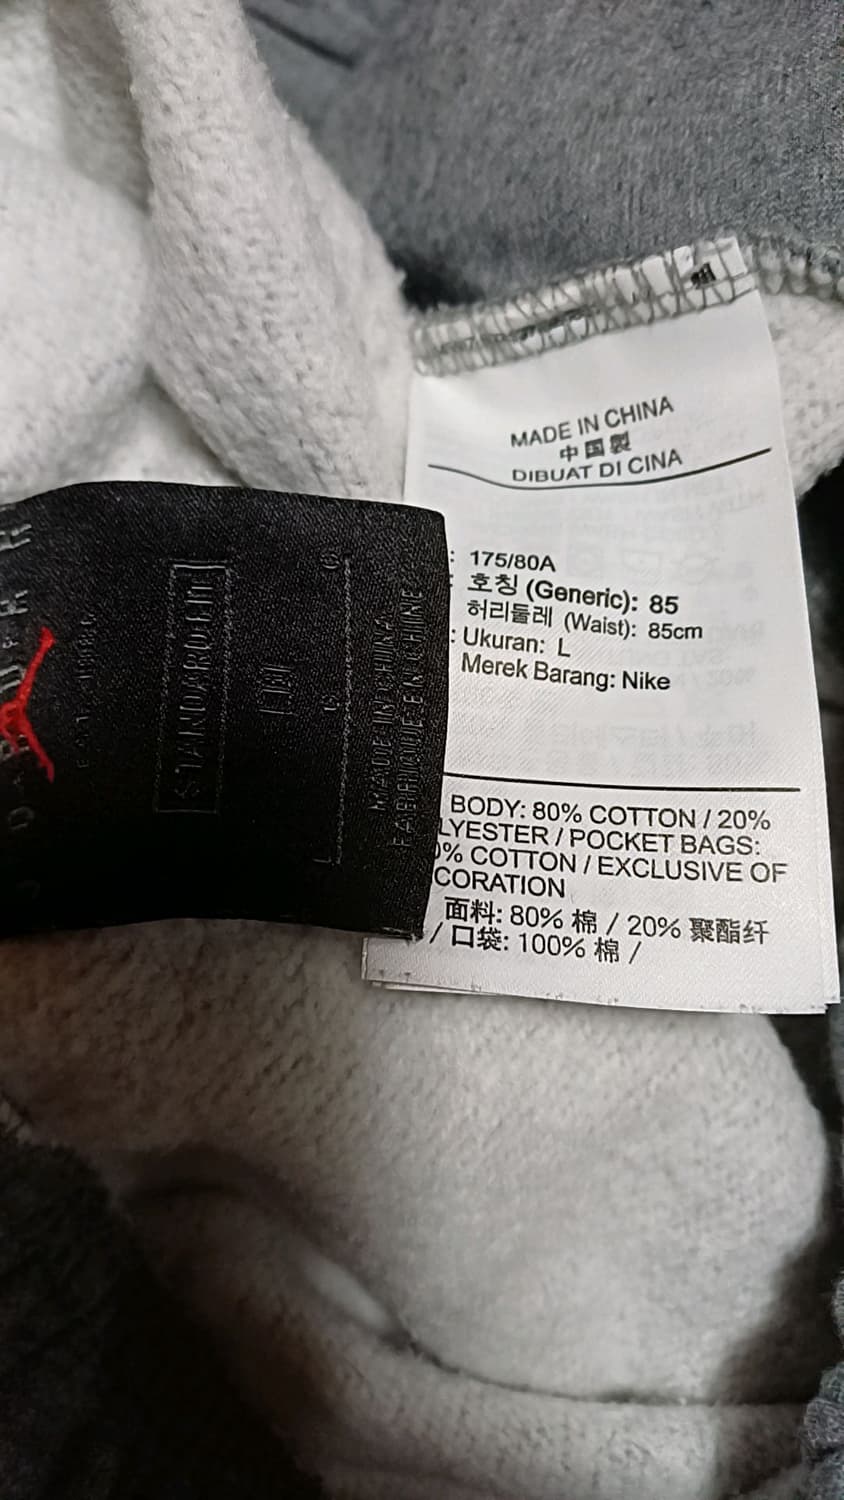 MADE IN CHINA
中国製
DIBUAT DI CINA
: 175/80A
: 호칭 (Generic): 85
허리둘레 (Waist): 85cm
: Ukuran: L
Merek Barang: Nike
BODY: 80% COTTON / 20%
LYESTER / POCKET BAGS:
0% COTTON / EXCLUSIVE OF
CORATION
面料: 80% 棉 / 20% 聚酯纤
/ 口袋: 100% 棉 /
STANDARD FIT
MADE IN CHINA
FABRIQUÉ EN CHINE